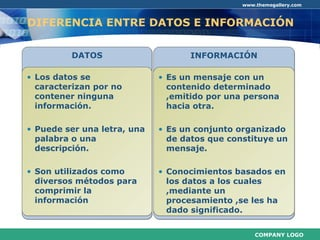 www.themegallery.com
DIFERENCIA ENTRE DATOS E INFORMACIÓN
DATOS
• Los datos se
caracterizan por no
contener ninguna
información.
• Puede ser una letra, una
palabra o una
descripción.
• Son utilizados como
diversos métodos para
comprimir la
información
INFORMACIÓN
• Es un mensaje con un
contenido determinado
,emitido por una persona
hacia otra.
• Es un conjunto organizado
de datos que constituye un
mensaje.
• Conocimientos basados en
los datos a los cuales
,mediante un
procesamiento ,se les ha
dado significado.
COMPANY LOGO